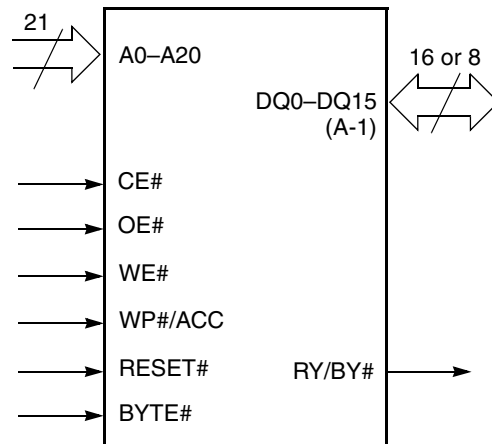 21
A0–A20
16 or 8
DQ0–DQ15
(A-1)
CE#
OE#
WE#
WP#/ACC
RESET#
RY/BY#
BYTE#